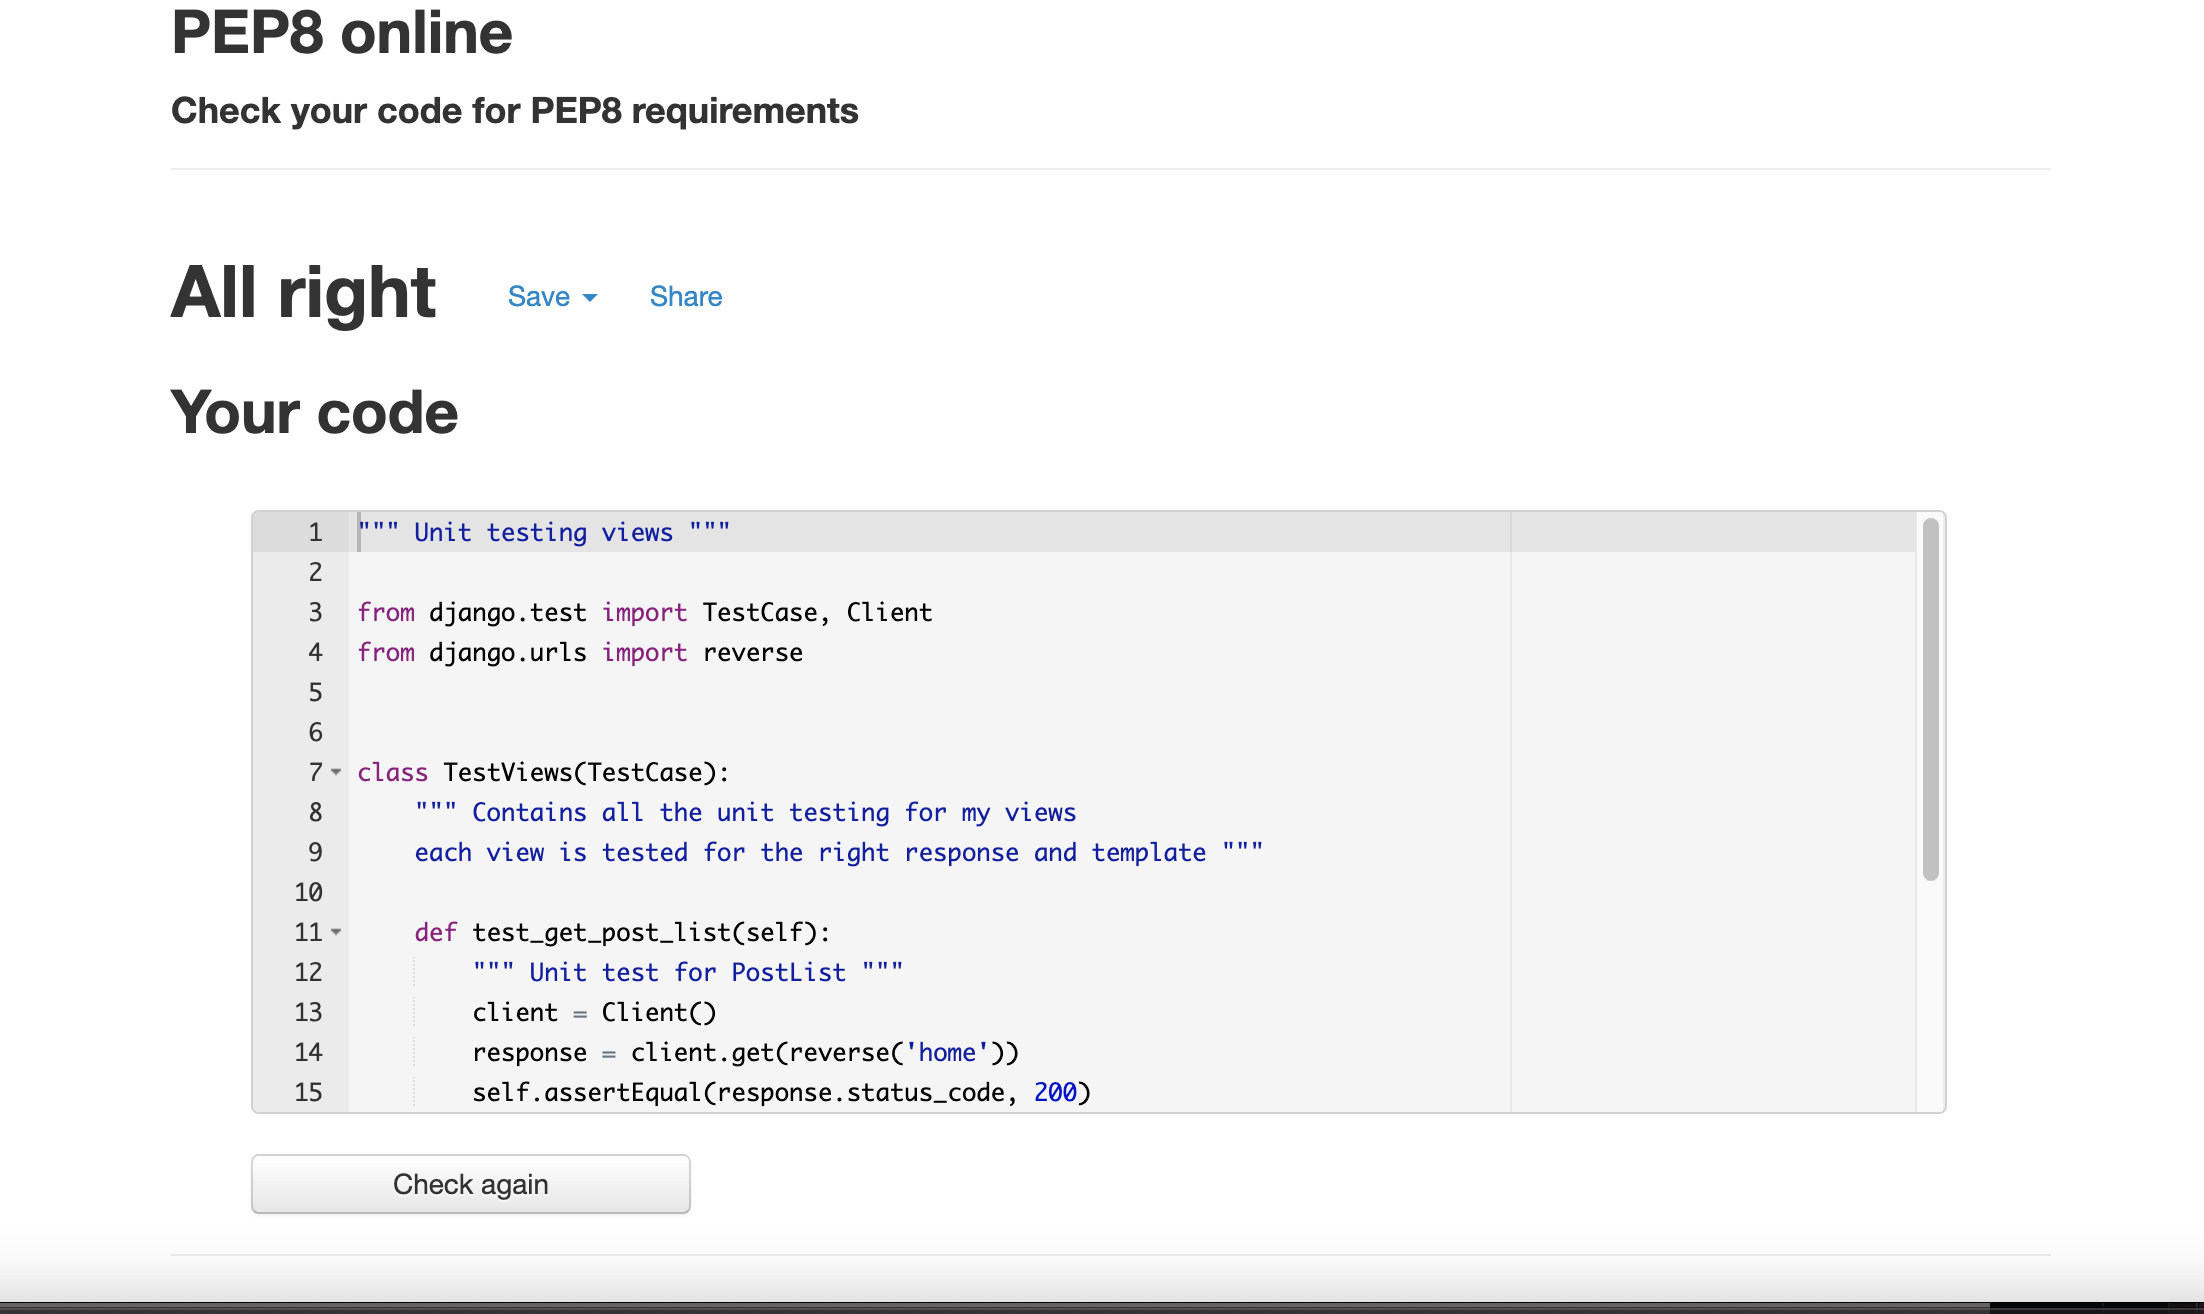 PEP8 online
Check your code for PEP8 requirements
All right Save Share
Your code
1 """ Unit testing views """
2
3 from django.test import TestCase, Client
4 from django.urls import reverse
5
6
7 class TestViews(TestCase):
8     """ Contains all the unit testing for my views
9     each view is tested for the right response and template """
10
11     def test_get_post_list(self):
12         """ Unit test for PostList """
13         client = Client()
14         response = client.get(reverse('home'))
15         self.assertEqual(response.status_code, 200)
Check again